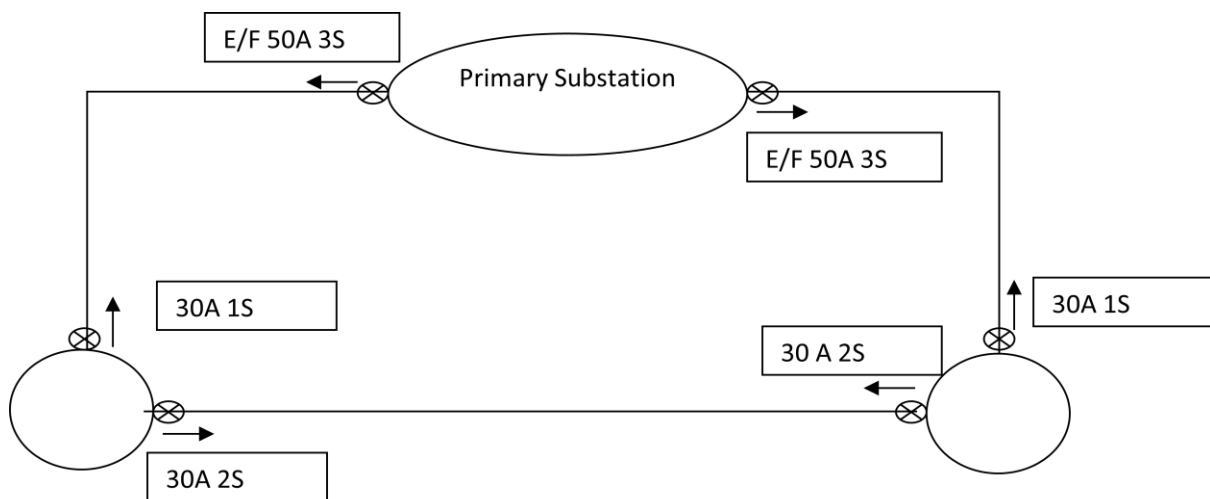 E/F 50A 3S
Primary Substation
E/F 50A 3S
30A 1S
30A 1S
30 A 2S
30A 2S